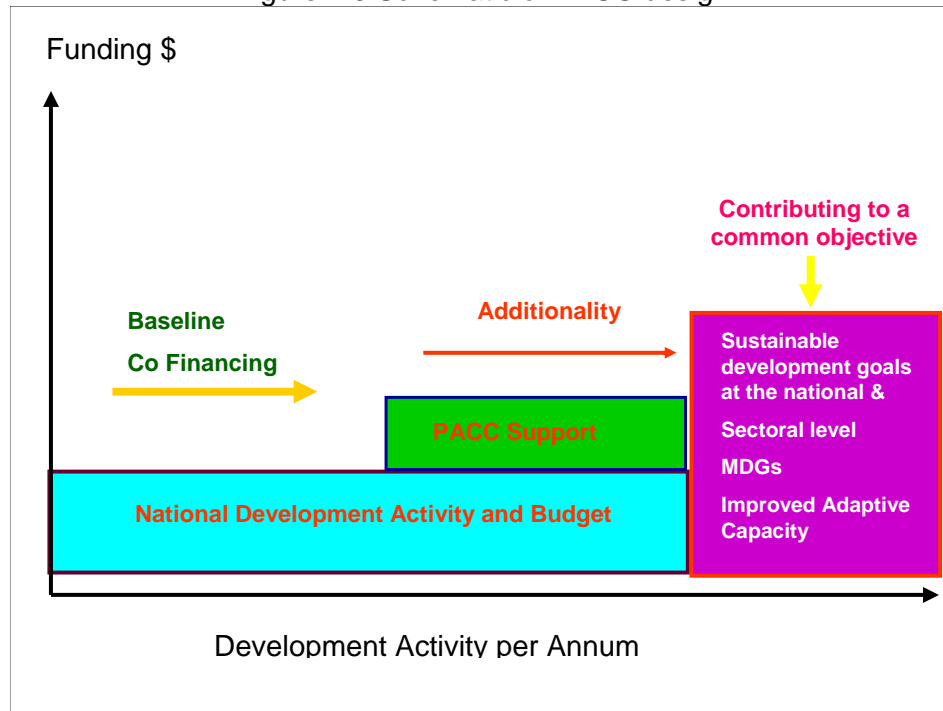 Funding $
Contributing to a
common objective
Additionality
Baseline
Co Financing
Sustainable
development goals
at the national &
Sectoral level
MDGs
Improved Adaptive
Capacity
PACC Support
National Development Activity and Budget
Development Activity per Annum